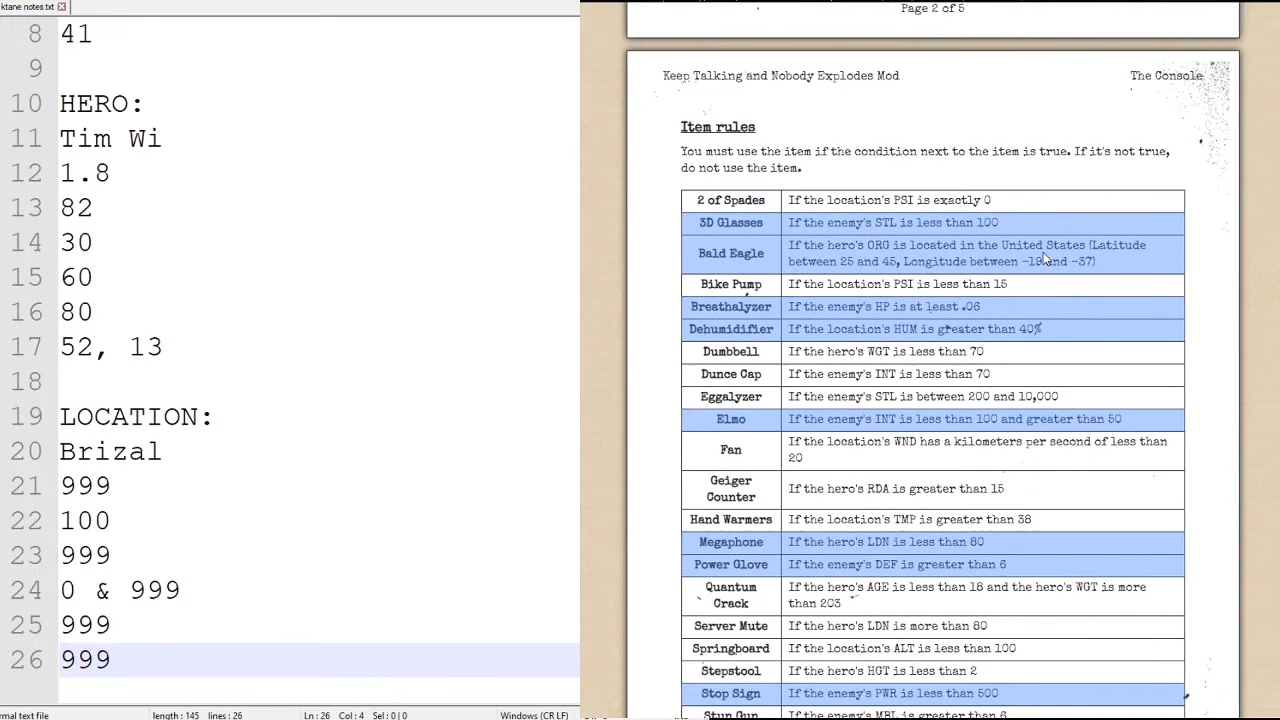 ktane notes.txt
8 41
9
10 HERO:
11 Tim Wi
12 1.8
13 82
14 30
15 60
16 80
17 52, 13
18
19 LOCATION:
20 Brizal
21 999
22 100
23 999
24 0 & 999
25 999
26 999
rmal text file length : 145 lines : 26 Ln : 26 Col : 4 Sel : 0 | 0 Windows (CR LF)
Page 2 of 5
Keep Talking and Nobody Explodes Mod The Console
Item rules
You must use the item if the condition next to the item is true. If it's not true,
do not use the item.
2 of Spades If the location's PSI is exactly 0
3D Glasses If the enemy's STL is less than 100
Bald Eagle If the hero's ORG is located in the United States (Latitude
between 25 and 45, Longitude between -19 and -37)
Bike Pump If the location's PSI is less than 15
Breathalyzer If the enemy's HP is at least .06
Dehumidifier If the location's HUM is greater than 40%
Dumbbell If the hero's WGT is less than 70
Dunce Cap If the enemy's INT is less than 70
Eggalyzer If the enemy's STL is between 200 and 10,000
Elmo If the enemy's INT is less than 100 and greater than 50
Fan If the location's WND has a kilometers per second of less than
20
Geiger
Counter If the hero's RDA is greater than 15
Hand Warmers If the location's TMP is greater than 38
Megaphone If the hero's LDN is less than 80
Power Glove If the enemy's DEF is greater than 6
Quantum
Crack If the hero's AGE is less than 18 and the hero's WGT is more
than 203
Server Mute If the hero's LDN is more than 80
Springboard If the location's ALT is less than 100
Stepstool If the hero's HGT is less than 2
Stop Sign If the enemy's PWR is less than 500
Stun Gun If the enemy's MBL is greater than 6